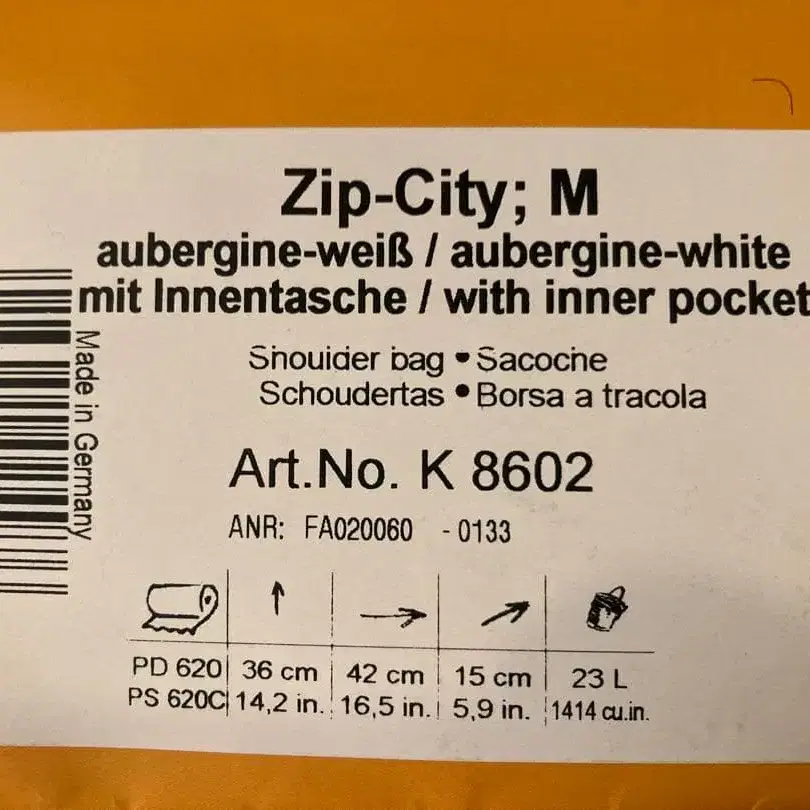 Zip-City; M
aubergine-weiß / aubergine-white
mit Innentasche / with inner pocket
Shoulder bag • Sacoche
Schoudertas • Borsa a tracola
Made in Germany
Art.No. K 8602
ANR: FA020060 -0133
PD 620 36 cm 42 cm 15 cm 23 L
PS 620C 14,2 in. 16,5 in. 5,9 in. 1414 cu.in.